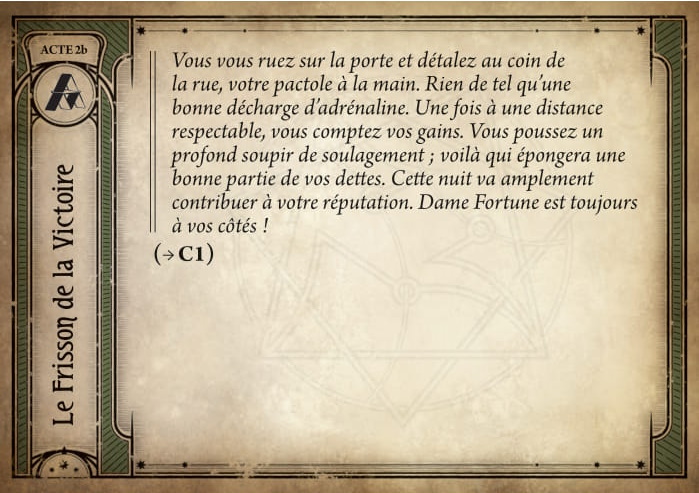 ACTE 2b
Le Frisson de la Victoire
Vous vous ruez sur la porte et détalez au coin de
la rue, votre pactole à la main. Rien de tel qu'une
bonne décharge d'adrénaline. Une fois à une distance
respectable, vous comptez vos gains. Vous poussez un
profond soupir de soulagement ; voilà qui épongera une
bonne partie de vos dettes. Cette nuit va amplement
contribuer à votre réputation. Dame Fortune est toujours
à vos côtés !
(→C1)